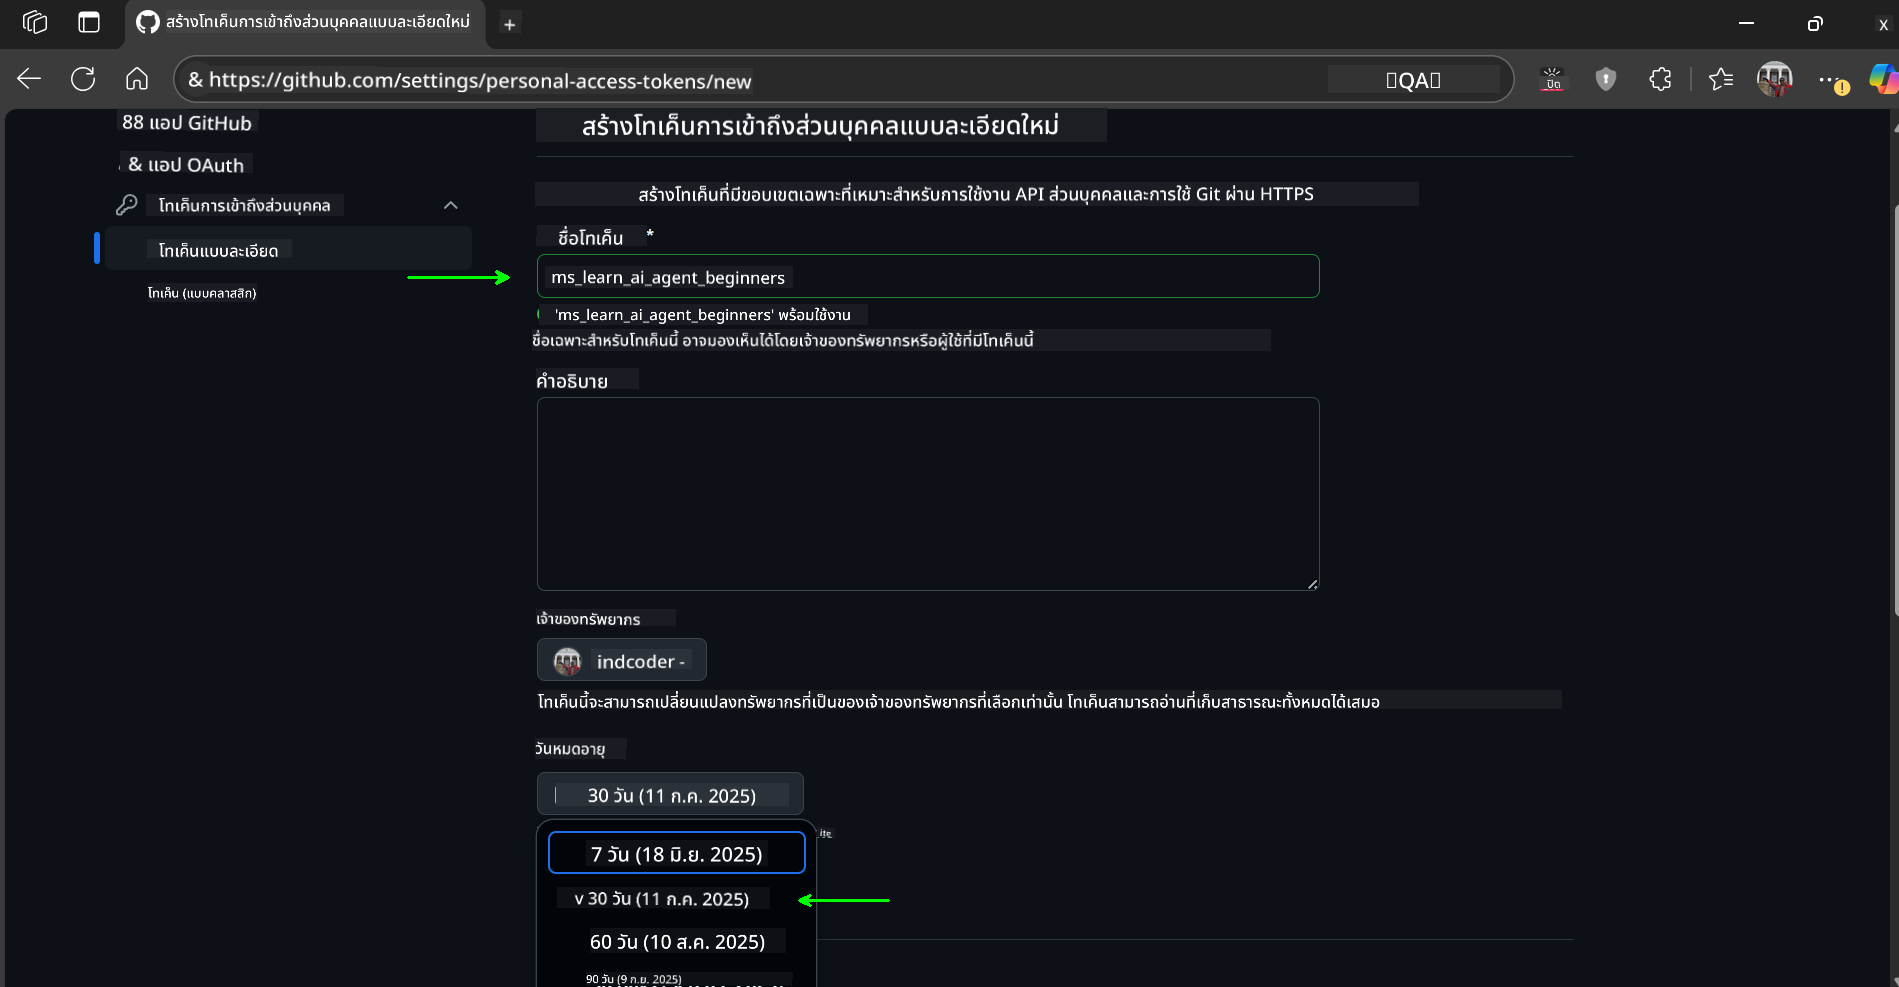 สร้างโทเค็นการเข้าถึงส่วนบุคคลแบบละเอียดใหม่
+
x
& https://github.com/settings/personal-access-tokens/new
QA
ปิด
88 แอป GitHub
& แอป OAuth
โทเค็นการเข้าถึงส่วนบุคคล
โทเค็นแบบละเอียด
โทเค็น (แบบคลาสสิก)
สร้างโทเค็นการเข้าถึงส่วนบุคคลแบบละเอียดใหม่
สร้างโทเค็นที่มีขอบเขตเฉพาะที่เหมาะสำหรับการใช้งาน API ส่วนบุคคลและการใช้ Git ผ่าน HTTPS
ชื่อโทเค็น *
ms_learn_ai_agent_beginners
'ms_learn_ai_agent_beginners' พร้อมใช้งาน
ชื่อเฉพาะสำหรับโทเค็นนี้ อาจมองเห็นได้โดยเจ้าของทรัพยากรหรือผู้ใช้ที่มีโทเค็นนี้
คำอธิบาย
เจ้าของทรัพยากร
indcoder -
โทเค็นนี้จะสามารถเปลี่ยนแปลงทรัพยากรที่เป็นของเจ้าของทรัพยากรที่เลือกเท่านั้น โทเค็นสามารถอ่านที่เก็บสาธารณะทั้งหมดได้เสมอ
วันหมดอายุ
30 วัน (11 ก.ค. 2025)
7 วัน (18 มิ.ย. 2025)
v 30 วัน (11 ก.ค. 2025)
60 วัน (10 ส.ค. 2025)
90 วัน (9 ก.ย. 2025)